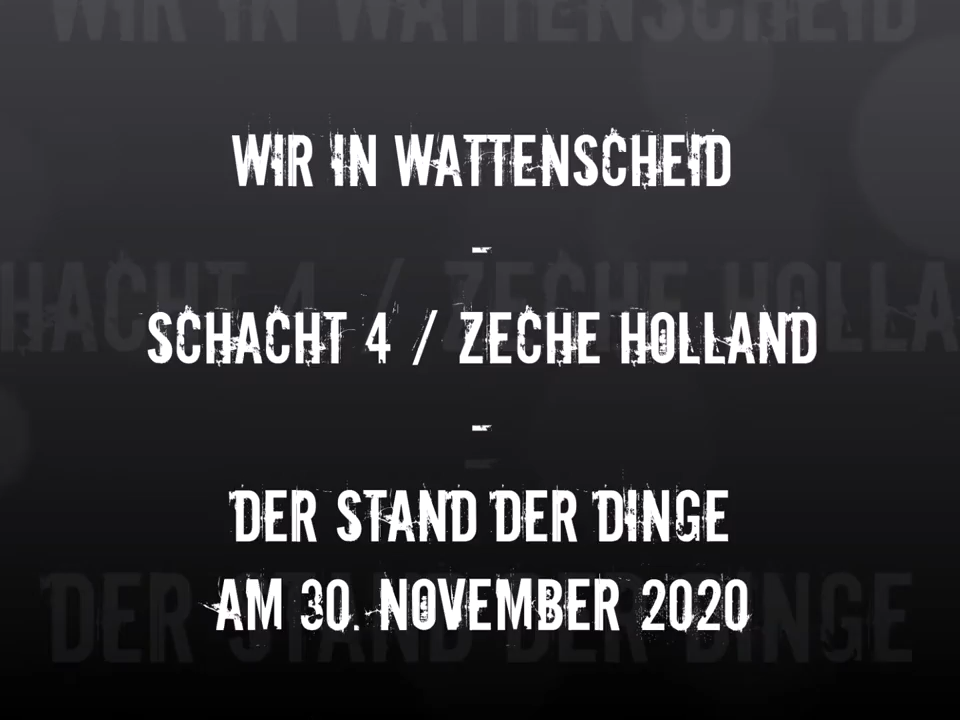 WIR IN WATTENSCHEID
-
SCHACHT 4 / ZECHE HOLLAND
-
DER STAND DER DINGE
AM 30. NOVEMBER 2020